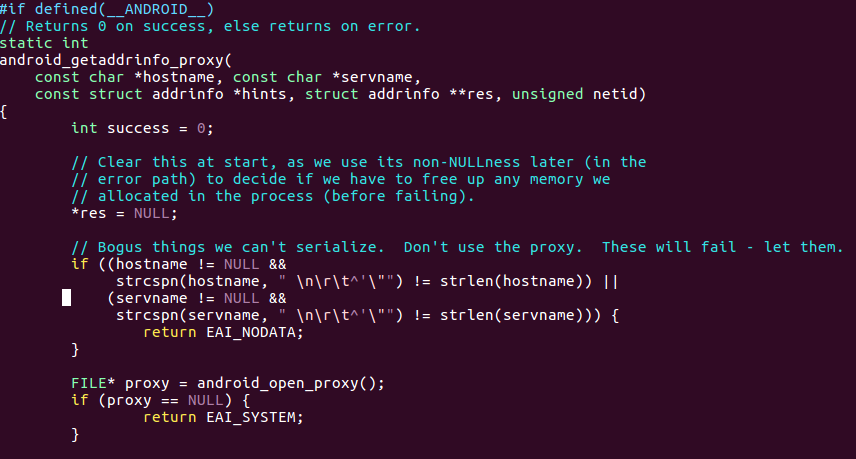 #if defined(__ANDROID__)
// Returns 0 on success, else returns on error.
static int
android_getaddrinfo_proxy(
    const char *hostname, const char *servname,
    const struct addrinfo *hints, struct addrinfo **res, unsigned netid)
{
        int success = 0;

        // Clear this at start, as we use its non-NULLness later (in the
        // error path) to decide if we have to free up any memory we
        // allocated in the process (before failing).
        *res = NULL;

        // Bogus things we can't serialize.  Don't use the proxy.  These will fail - let them.
        if ((hostname != NULL &&
             strcspn(hostname, " \n\r\t^'\"") != strlen(hostname)) ||
            (servname != NULL &&
             strcspn(servname, " \n\r\t^'\"") != strlen(servname))) {
                return EAI_NODATA;
        }

        FILE* proxy = android_open_proxy();
        if (proxy == NULL) {
                return EAI_SYSTEM;
        }